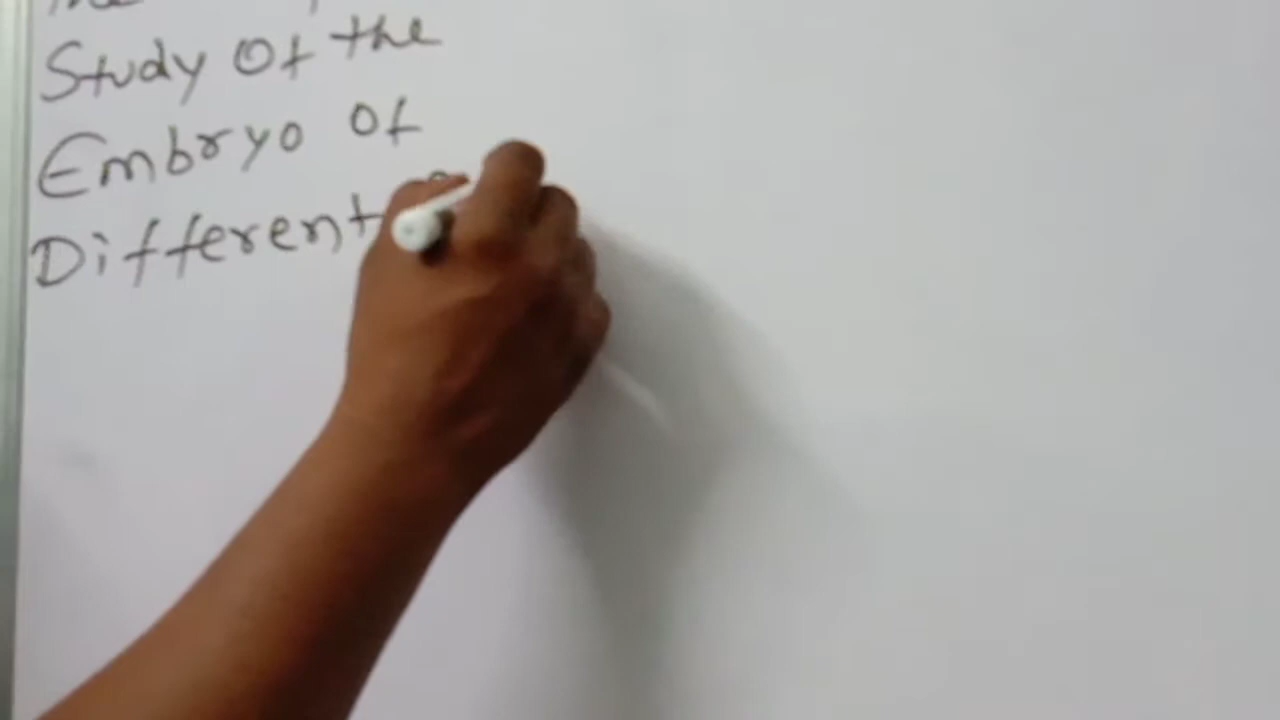 Study Of the
Embryo of
Different